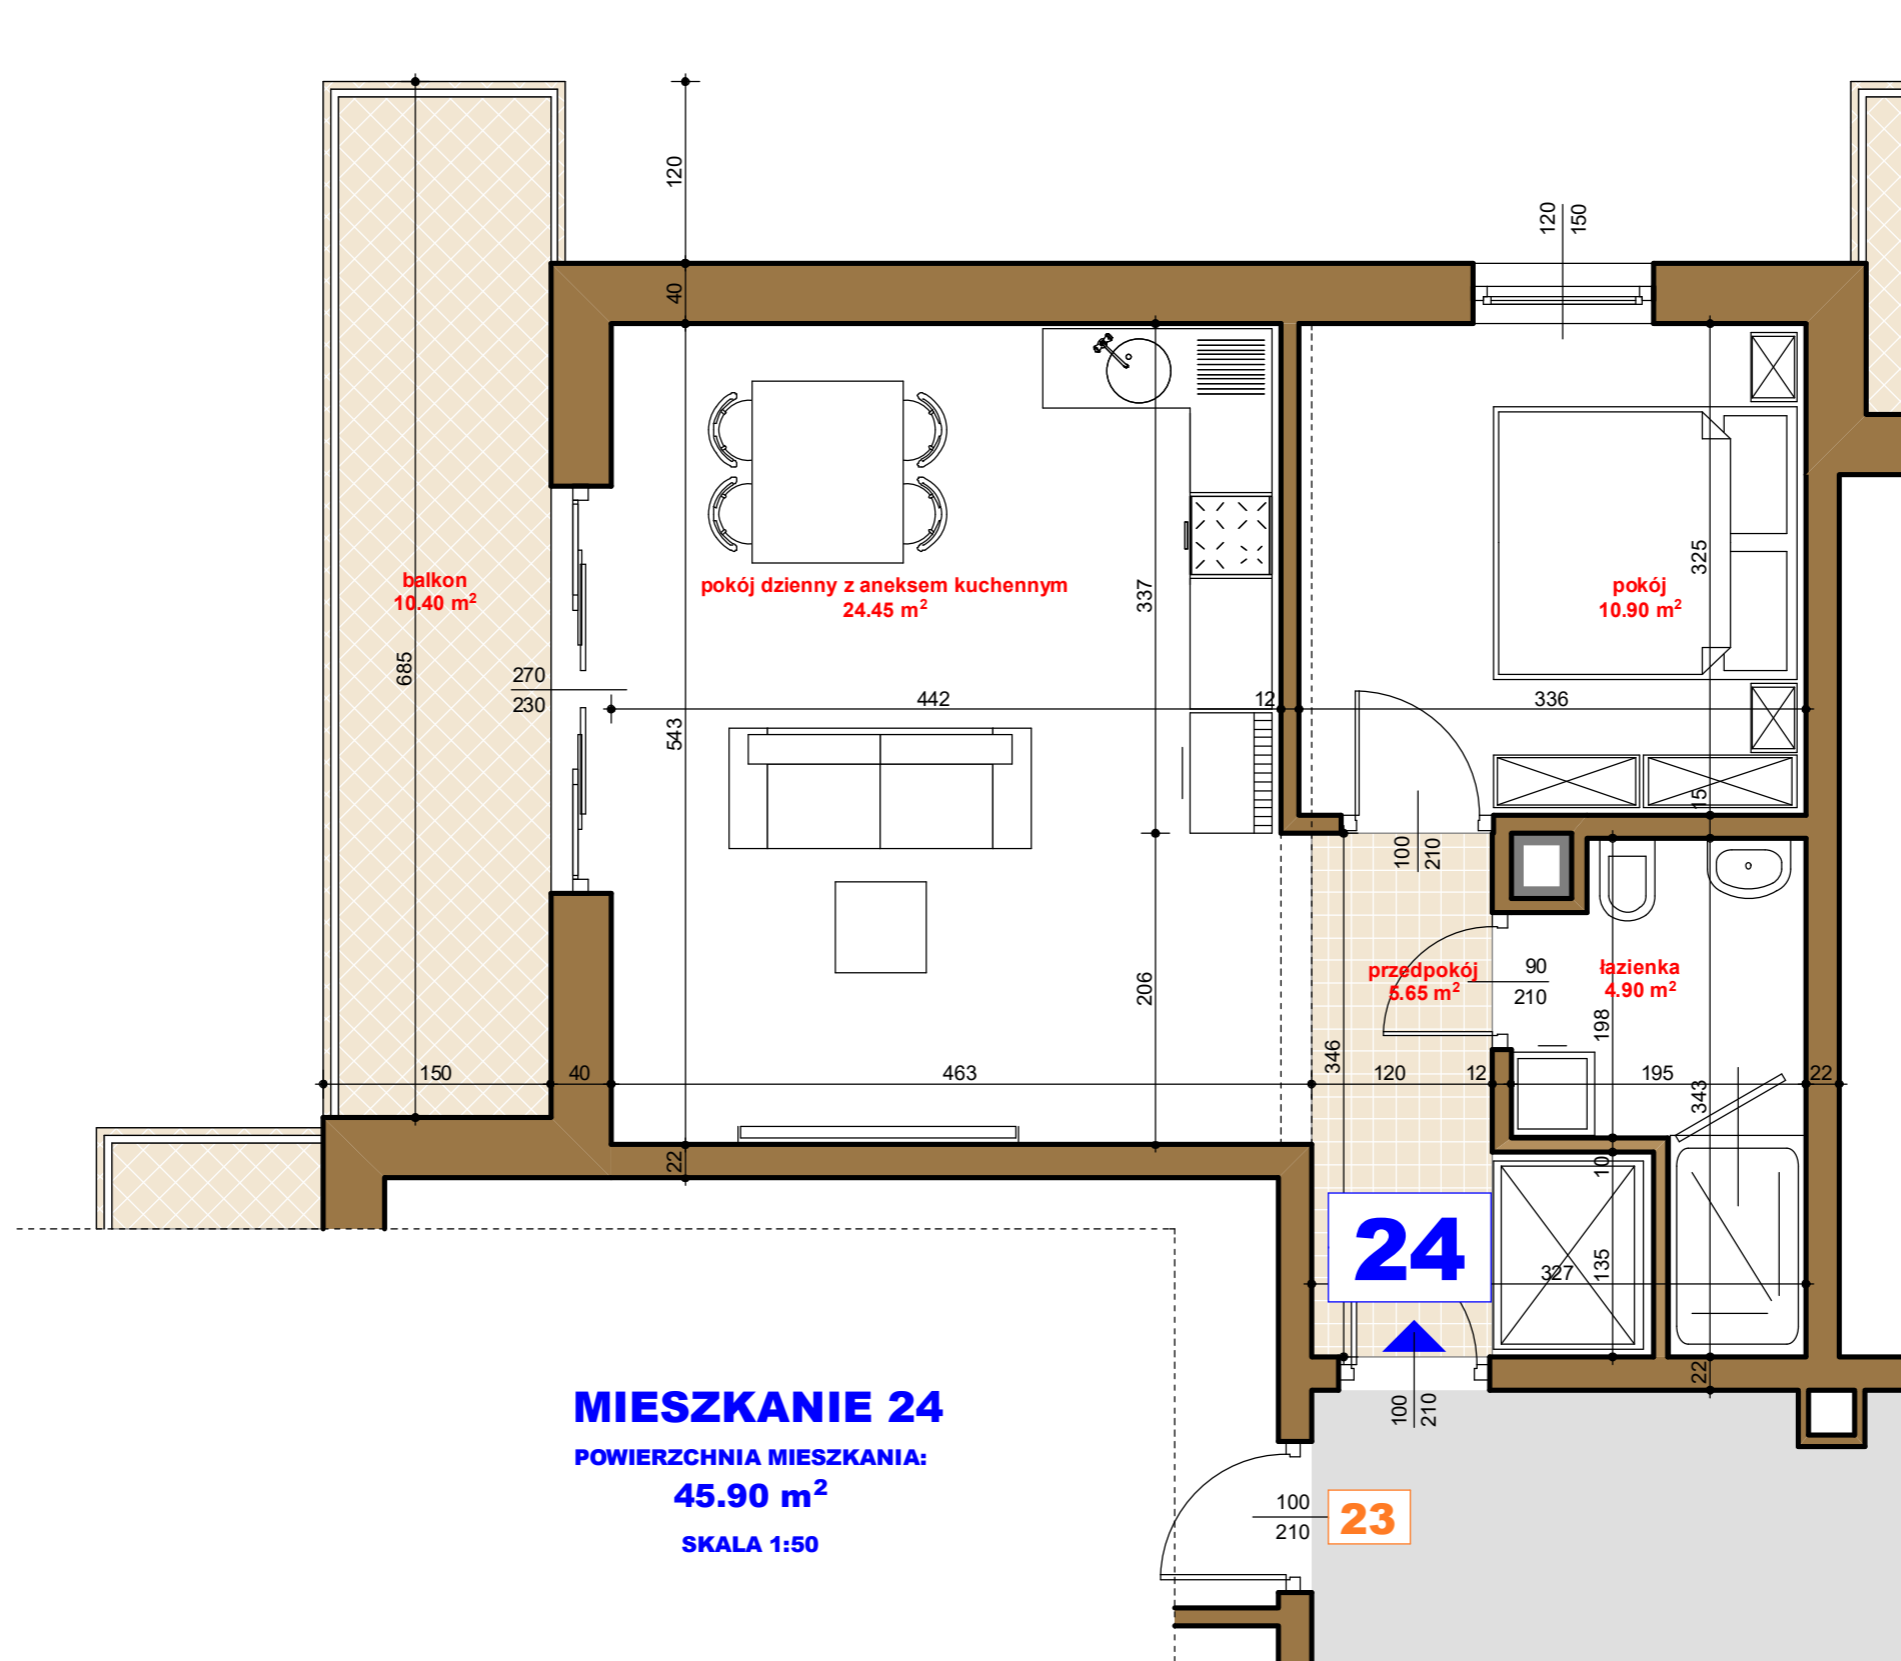 120
120
150
40
balkon
10.40 m²
685
270
230
pokój dzienny z aneksem kuchennym
24.45 m²
337
325
pokój
10.90 m²
442
12
336
543
15
100
210
przedpokój
5.65 m²
90
210
łazienka
4.90 m²
206
198
346
343
150
40
463
120
12
195
22
22
10
24
327
135
22
100
210
MIESZKANIE 24
POWIERZCHNIA MIESZKANIA:
45.90 m²
SKALA 1:50
100
210
23